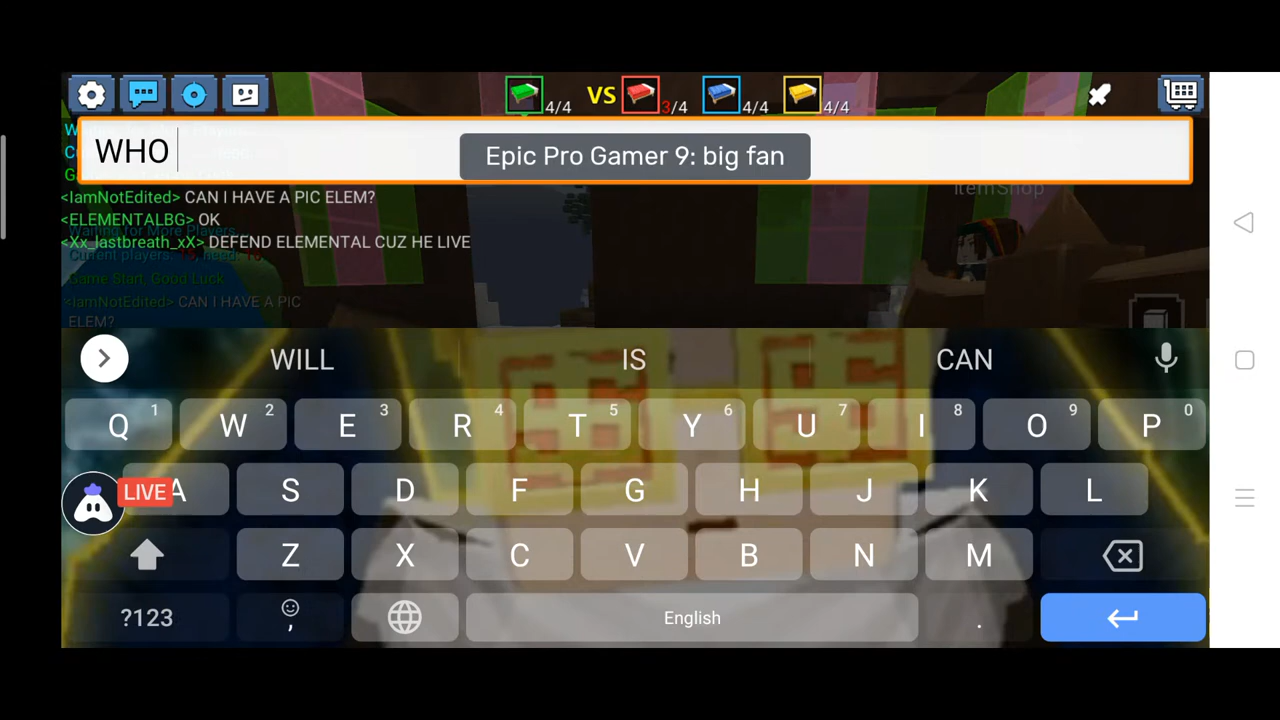 4/4
VS
3/4
4/4
4/4
WHO
Epic Pro Gamer 9: big fan
ItemShop
<IamNotEdited> CAN I HAVE A PIC ELEM?
<ELEMENTALBG> OK
Waiting for More Players
<Xx_lastbreath_xX> DEFEND ELEMENTAL CUZ HE LIVE
Current players:
Game Start, Good Luck
<IamNotEdited> CAN I HAVE A PIC
ELEM?
WILL IS CAN
Q 1 W 2 E 3 R 4 T 5 Y 6 U 7 I 8 O 9 P 0
LIVE
A S D F G H J K L
Z X C V B N M
?123 , English .